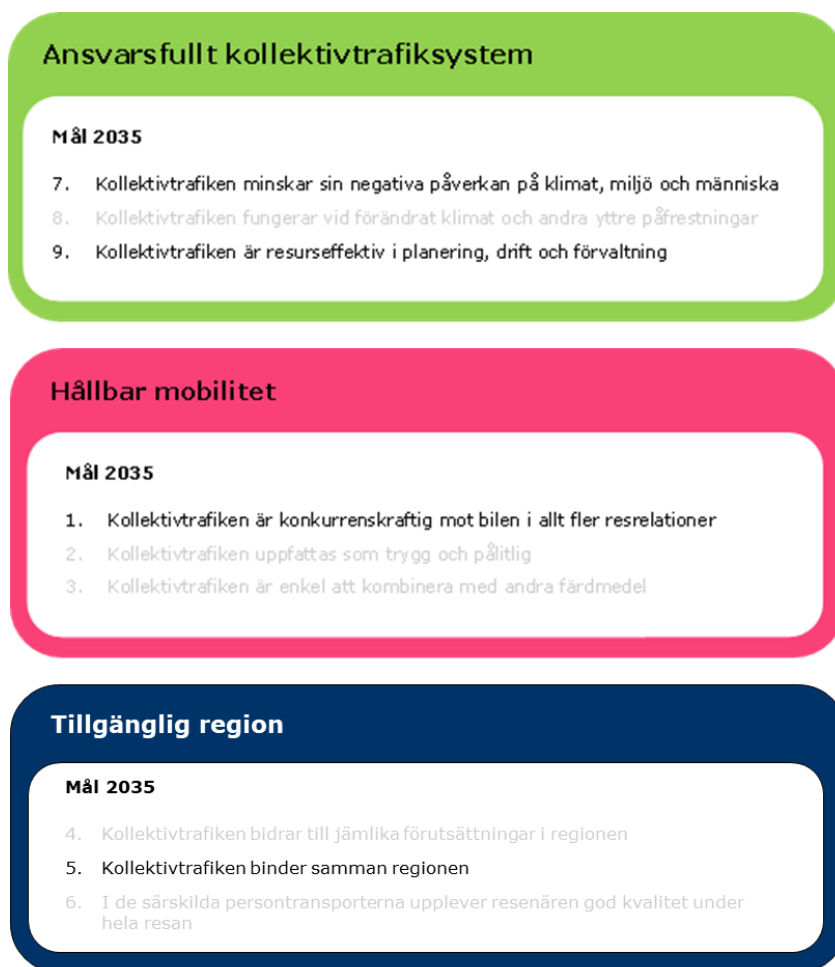 Ansvarsfullt kollektivtrafiksystem
Mål 2035
7. Kollektivtrafiken minskar sin negativa påverkan på klimat, miljö och människa
8. Kollektivtrafiken fungerar vid förändrat klimat och andra yttre påfrestningar
9. Kollektivtrafiken är resurseffektiv i planering, drift och förvaltning
Hållbar mobilitet
Mål 2035
1. Kollektivtrafiken är konkurrenskraftig mot bilen i allt fler resrelationer
2. Kollektivtrafiken uppfattas som trygg och pålitlig
3. Kollektivtrafiken är enkel att kombinera med andra färdmedel
Tillgänglig region
Mål 2035
4. Kollektivtrafiken bidrar till jämlika förutsättningar i regionen
5. Kollektivtrafiken binder samman regionen
6. I de särskilda persontransporterna upplever resenären god kvalitet under
hela resan